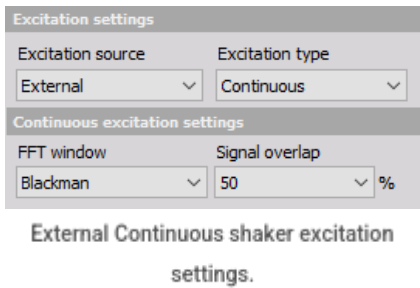 Excitation settings
Excitation source Excitation type
External Continuous
Continuous excitation settings
FFT window Signal overlap
Blackman 50 %
External Continuous shaker excitation
settings.